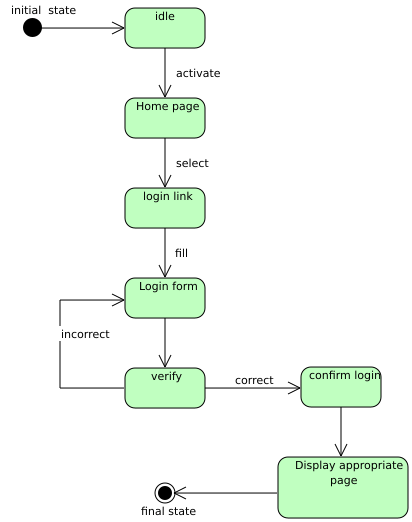 initial  state
idle
activate
Home page
select
login link
fill
Login form
incorrect
verify
correct
confirm login
Display appropriate
page
final state